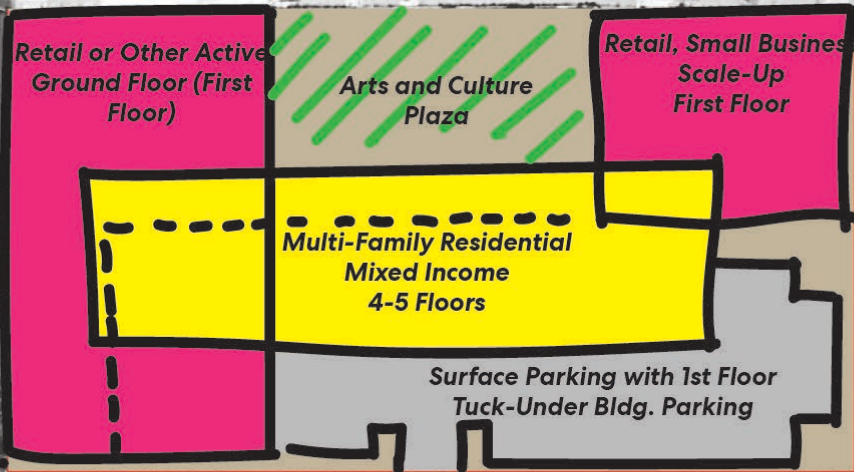 Retail or Other Active
Ground Floor (First
Floor)
Arts and Culture
Plaza
Retail, Small Busines
Scale-Up
First Floor
Multi-Family Residential
Mixed Income
4-5 Floors
Surface Parking with 1st Floor
Tuck-Under Bldg. Parking